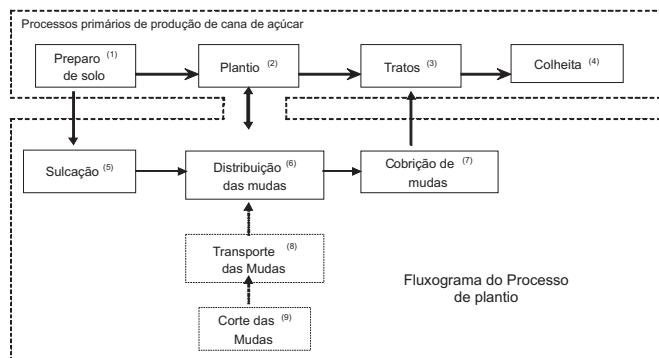 Processos primários de produção de cana de açúcar
Preparo (1)
de solo
Plantio (2)
Tratos (3)
Colheita (4)
Sulcação (5)
Distribuição (6)
das mudas
Cobrição de (7)
mudas
Transporte (8)
das Mudas
Corte das (9)
Mudas
Fluxograma do Processo
de plantio